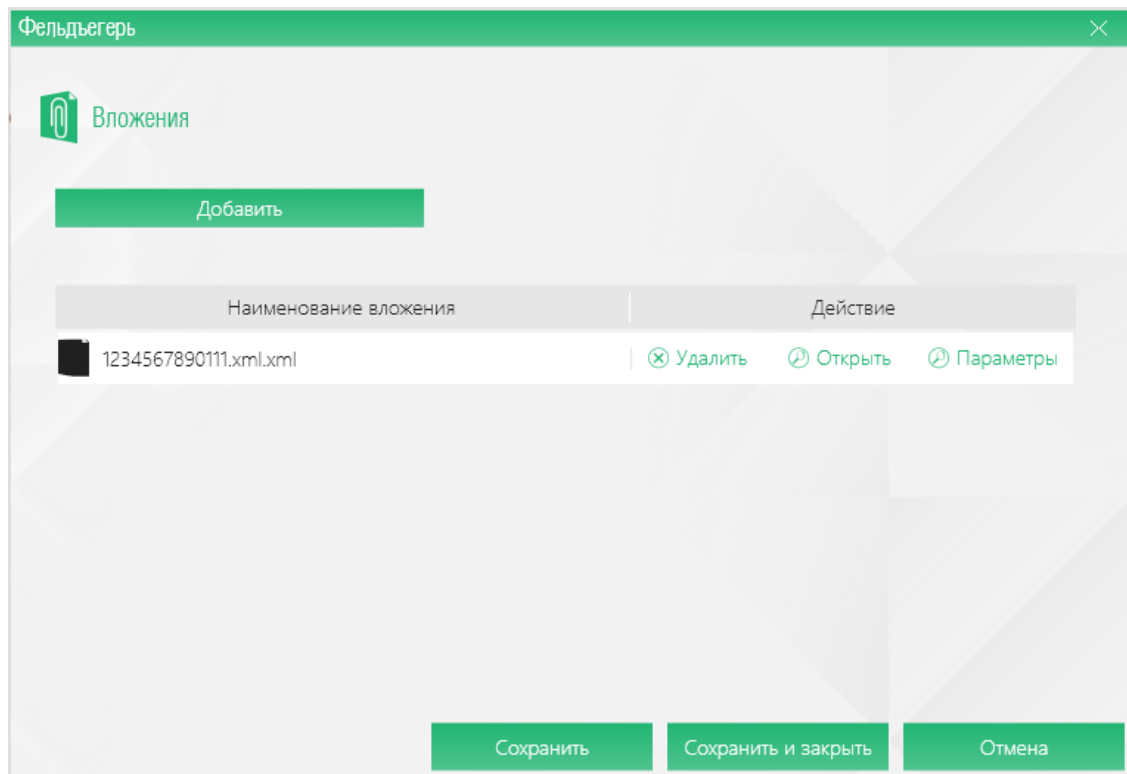 Фельдъегерь
Вложения
Добавить
Наименование вложения Действие
1234567890111.xml.xml Удалить Открыть Параметры
Сохранить Сохранить и закрыть Отмена